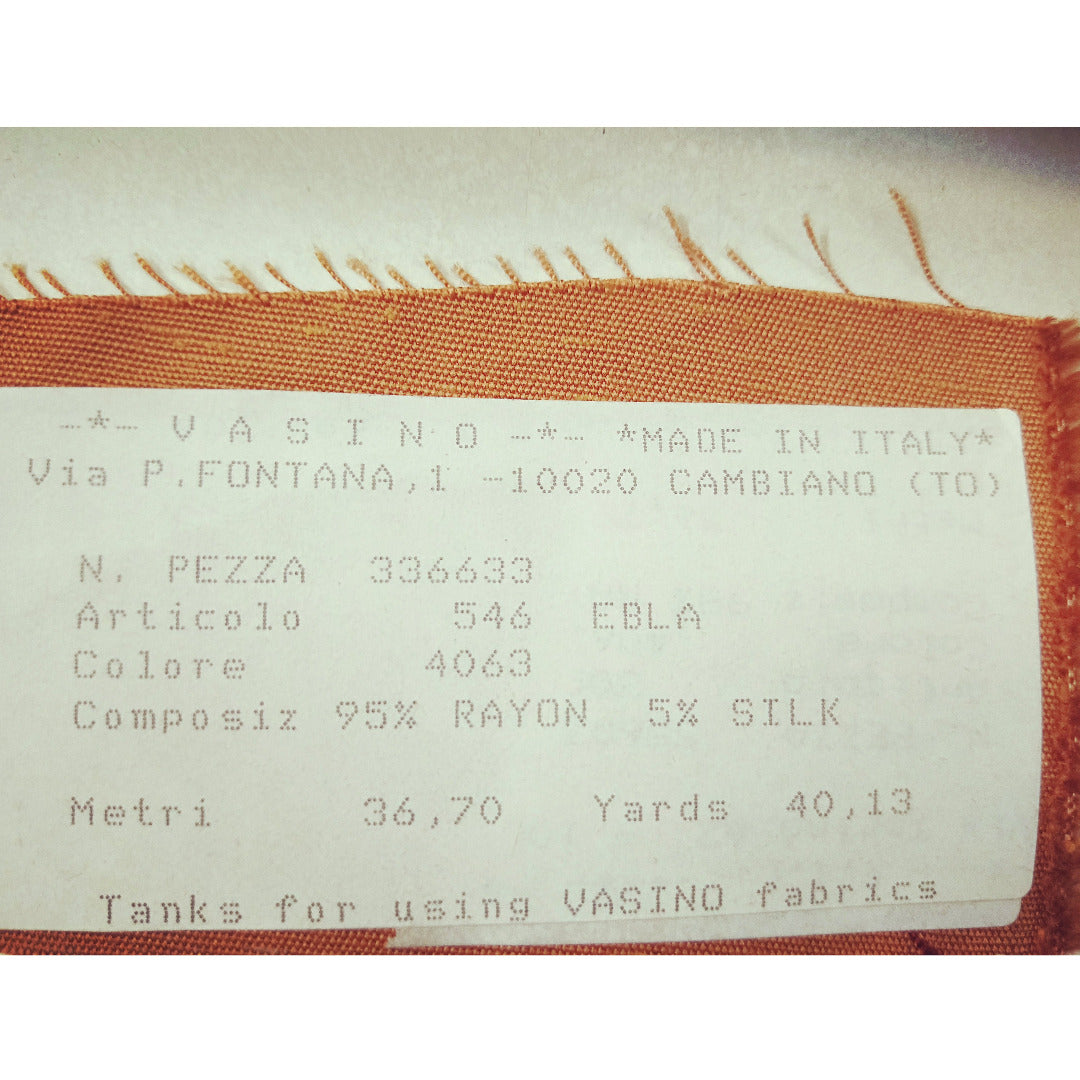 -*- V A S I N O -*- *MADE IN ITALY*
Via P.FONTANA,1 -10020 CAMBIANO (TO)
N. PEZZA 336633
Articolo 546 EBLA
Colore 4063
Composiz 95% RAYON 5% SILK
Metri 36,70 Yards 40,13
Tanks for using VASINO fabrics